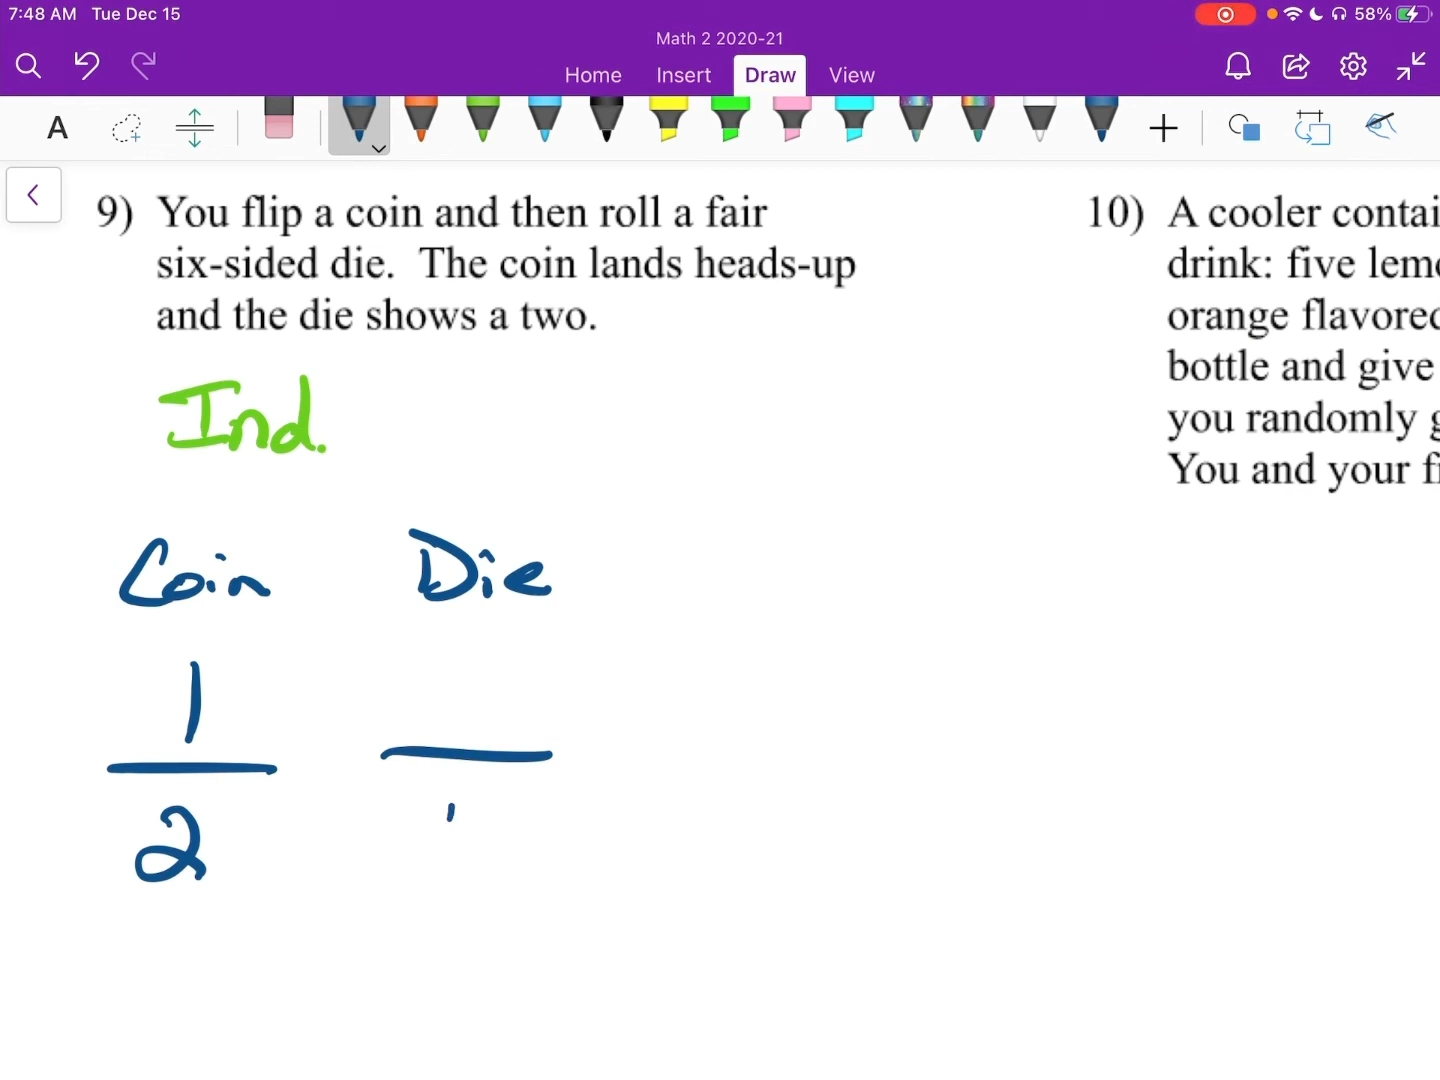 7:48 AM Tue Dec 15
58%
Math 2 2020-21
Home Insert Draw View
A
9) You flip a coin and then roll a fair
six-sided die. The coin lands heads-up
and the die shows a two.
Ind.
Coin Die
1
2
10) A cooler contai
drink: five lem
orange flavored
bottle and give
you randomly g
You and your fi